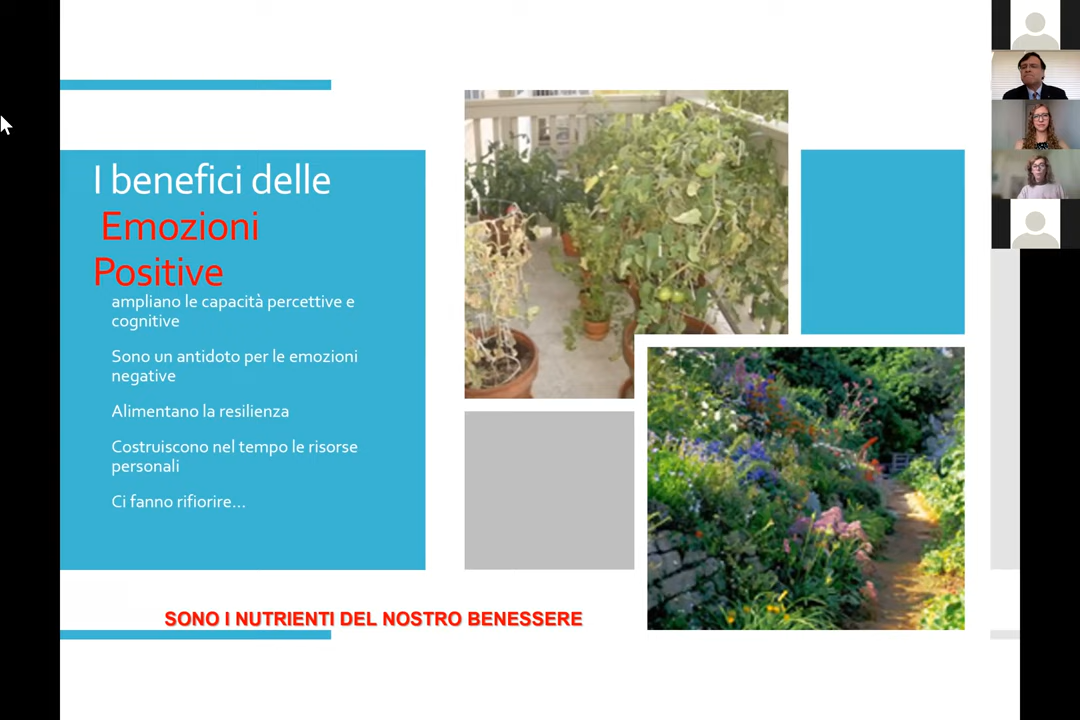 I benefici delle
Emozioni
Positive
ampliano le capacità percettive e
cognitive
Sono un antidoto per le emozioni
negative
Alimentano la resilienza
Costruiscono nel tempo le risorse
personali
Ci fanno rifiorire...
SONO I NUTRIENTI DEL NOSTRO BENESSERE